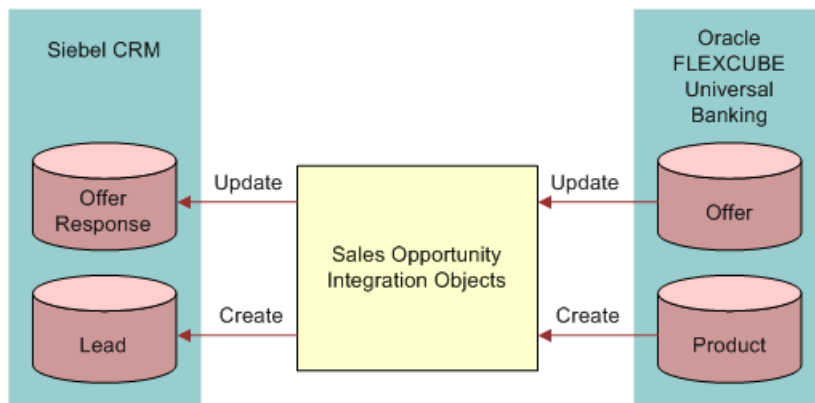 Siebel CRM
Oracle
FLEXCUBE
Universal
Banking
Offer
Response
Update
Sales Opportunity
Integration Objects
Update
Offer
Lead
Create
Create
Product